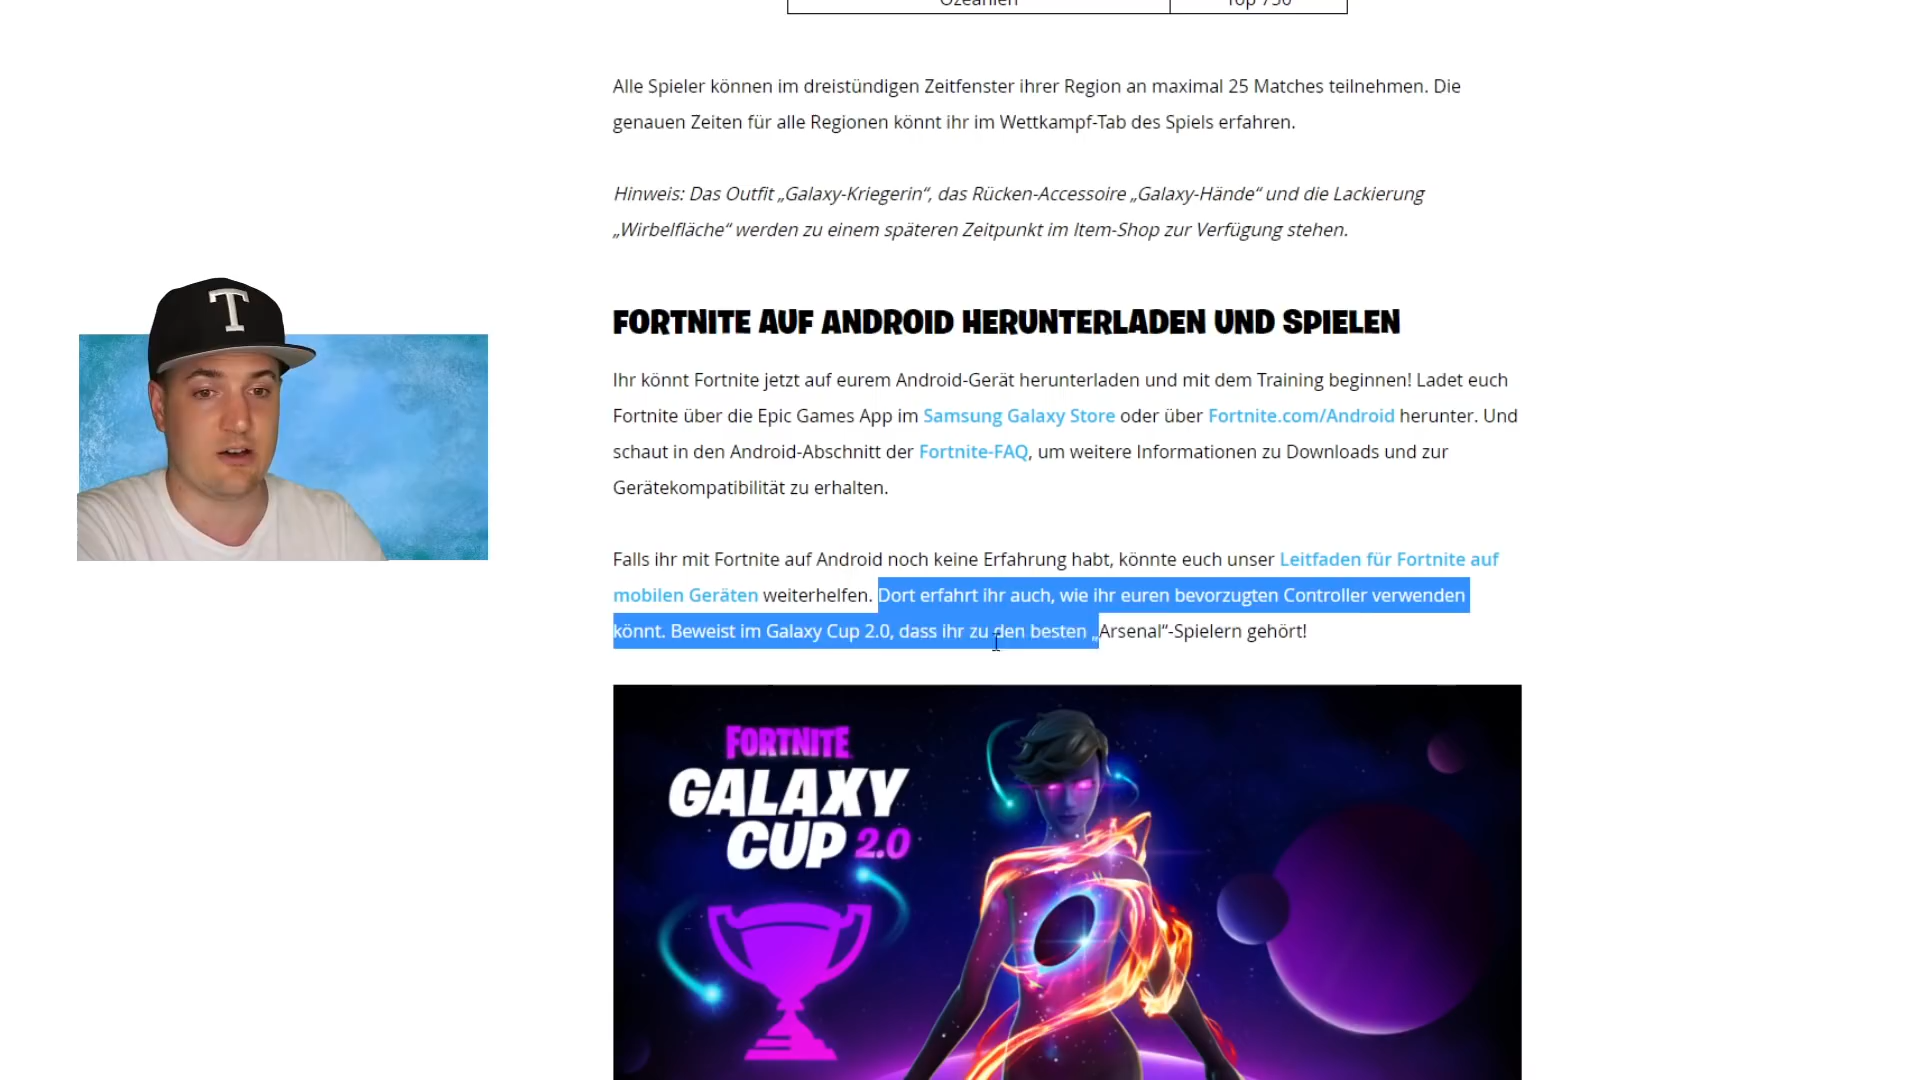 Ozeanien Top 750
Alle Spieler können im dreistündigen Zeitfenster ihrer Region an maximal 25 Matches teilnehmen. Die
genauen Zeiten für alle Regionen könnt ihr im Wettkampf-Tab des Spiels erfahren.
Hinweis: Das Outfit „Galaxy-Kriegerin“, das Rücken-Accessoire „Galaxy-Hände“ und die Lackierung
„Wirbelfläche“ werden zu einem späteren Zeitpunkt im Item-Shop zur Verfügung stehen.
T
FORTNITE AUF ANDROID HERUNTERLADEN UND SPIELEN
Ihr könnt Fortnite jetzt auf eurem Android-Gerät herunterladen und mit dem Training beginnen! Ladet euch
Fortnite über die Epic Games App im Samsung Galaxy Store oder über Fortnite.com/Android herunter. Und
schaut in den Android-Abschnitt der Fortnite-FAQ, um weitere Informationen zu Downloads und zur
Gerätekompatibilität zu erhalten.
Falls ihr mit Fortnite auf Android noch keine Erfahrung habt, könnte euch unser Leitfaden für Fortnite auf
mobilen Geräten weiterhelfen. Dort erfahrt ihr auch, wie ihr euren bevorzugten Controller verwenden
könnt. Beweist im Galaxy Cup 2.0, dass ihr zu den besten „Arsenal“-Spielern gehört!
FORTNITE
GALAXY
CUP 2.0